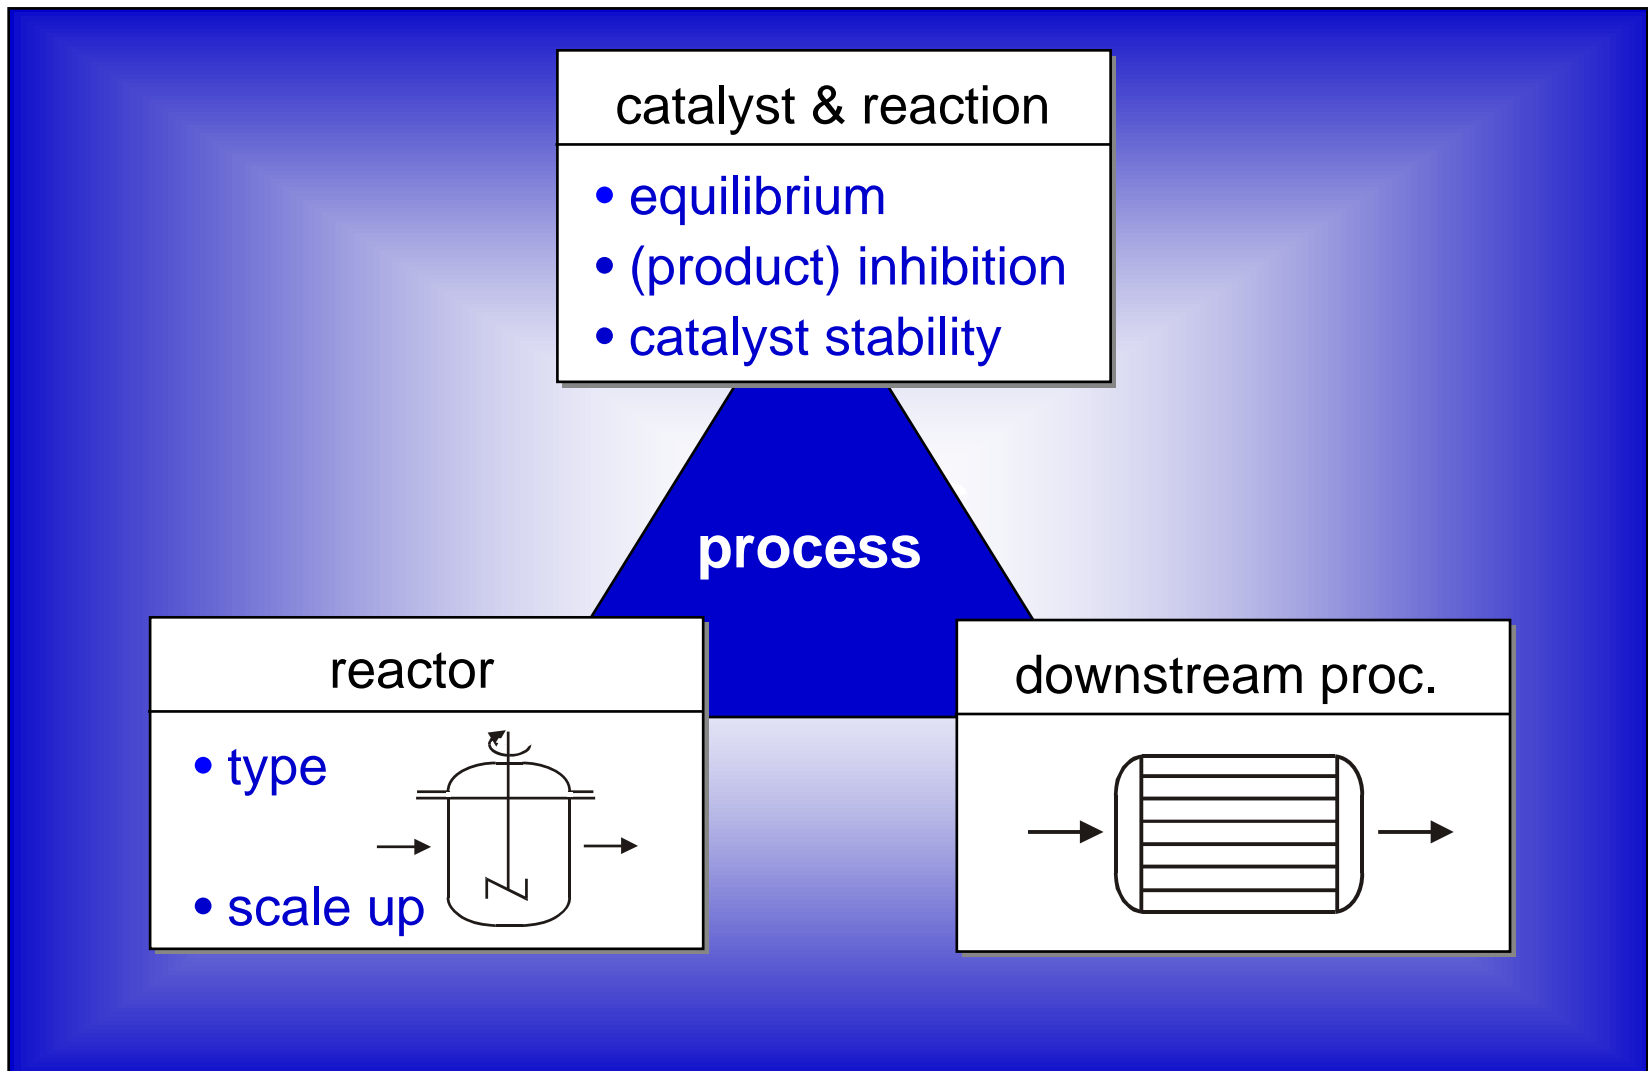 catalyst & reaction
• equilibrium
• (product) inhibition
• catalyst stability
process
reactor
• type
• scale up
downstream proc.